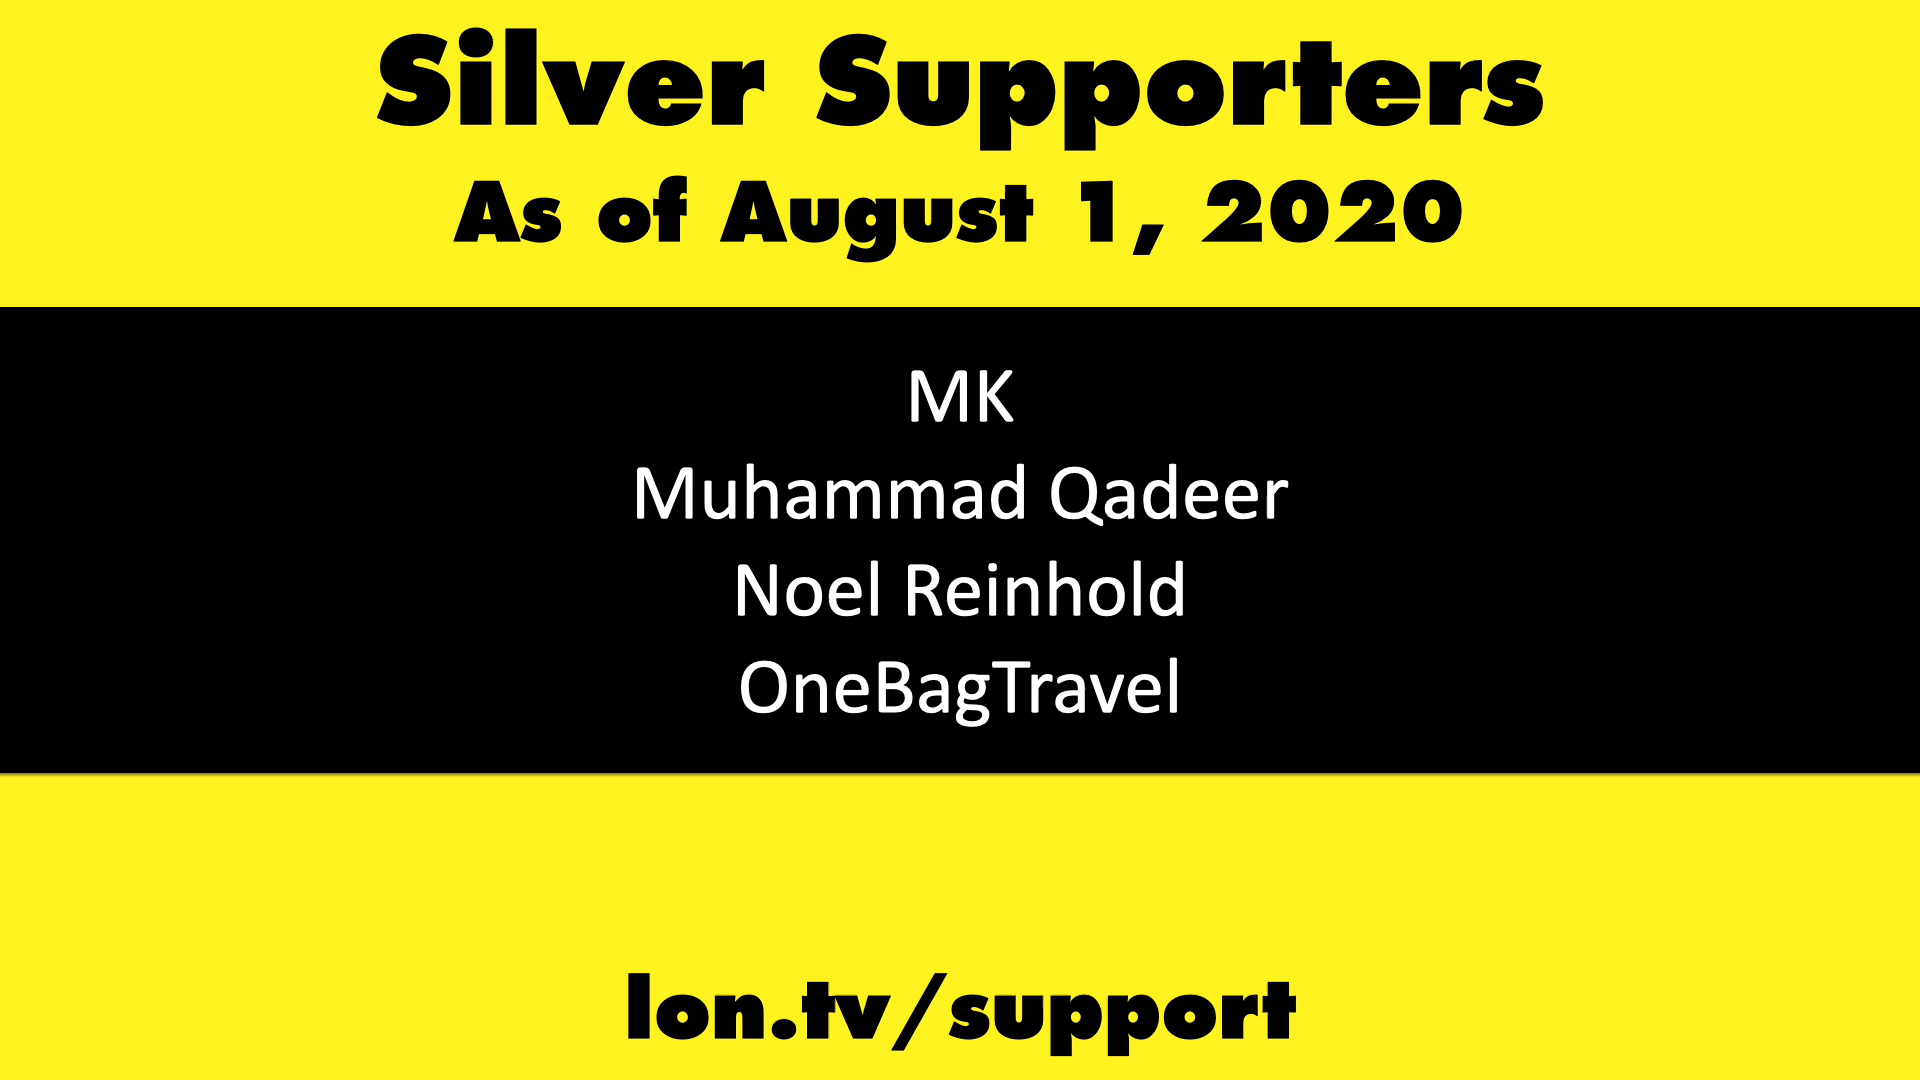 Silver Supporters
As of August 1, 2020
MK
Muhammad Qadeer
Noel Reinhold
OneBagTravel
lon.tv/support